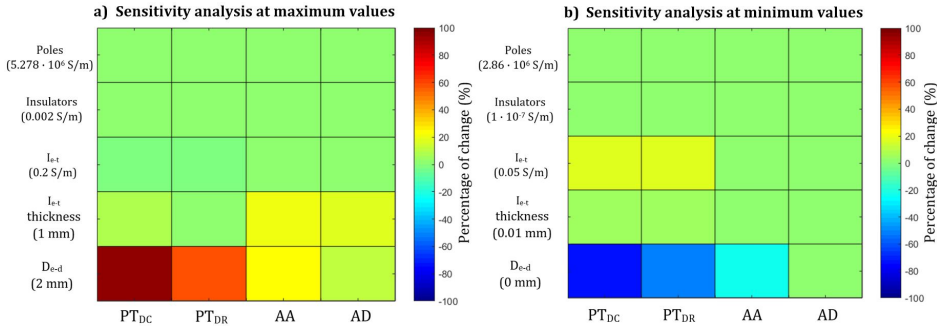 a) Sensitivity analysis at maximum values
Poles
(5.278 · 10⁶ S/m)
Insulators
(0.002 S/m)
Iₑ₋ₜ
(0.2 S/m)
Iₑ₋ₜ
thickness
(1 mm)
Dₑ₋d
(2 mm)
PT_DC PT_DR AA AD
100
80
60
40
20
0
-20
-40
-60
-80
-100
Percentage of change (%)
b) Sensitivity analysis at minimum values
Poles
(2.86 · 10⁶ S/m)
Insulators
(1 · 10⁻⁷ S/m)
Iₑ₋ₜ
(0.05 S/m)
Iₑ₋ₜ
thickness
(0.01 mm)
Dₑ₋d
(0 mm)
PT_DC PT_DR AA AD
100
80
60
40
20
0
-20
-40
-60
-80
-100
Percentage of change (%)